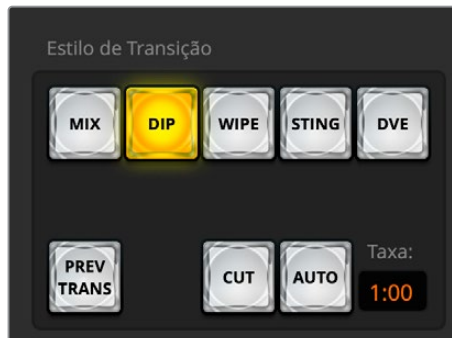 Estilo de Transição
MIX DIP WIPE STING DVE
PREV TRANS CUT AUTO Taxa: 1:00